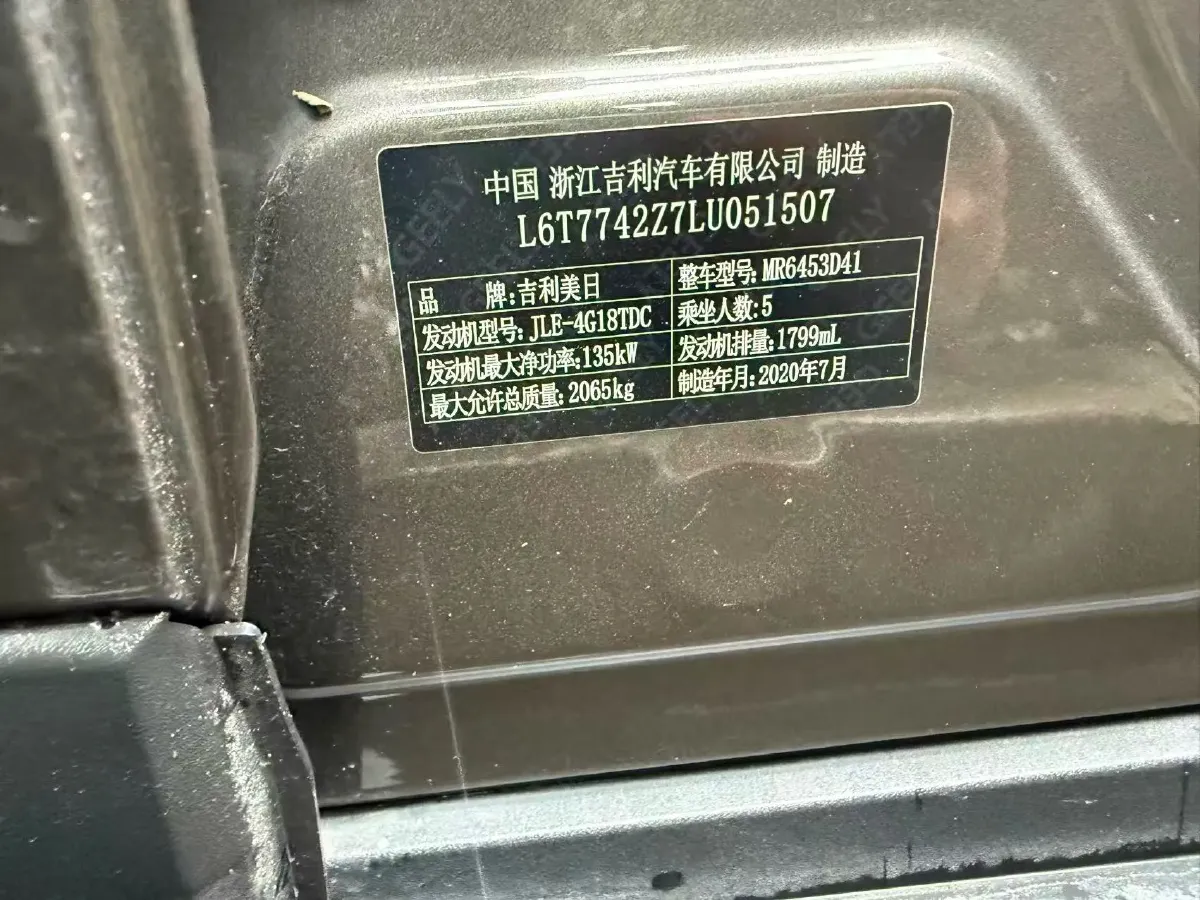 中国 浙江吉利汽车有限公司 制造
L6T7742Z7LU051507
品 牌:吉利美日 整车型号:MR6453D41
发动机型号:JLE-4G18TDC 乘坐人数:5
发动机最大净功率:135kW 发动机排量:1799mL
最大允许总质量:2065kg 制造年月:2020年7月